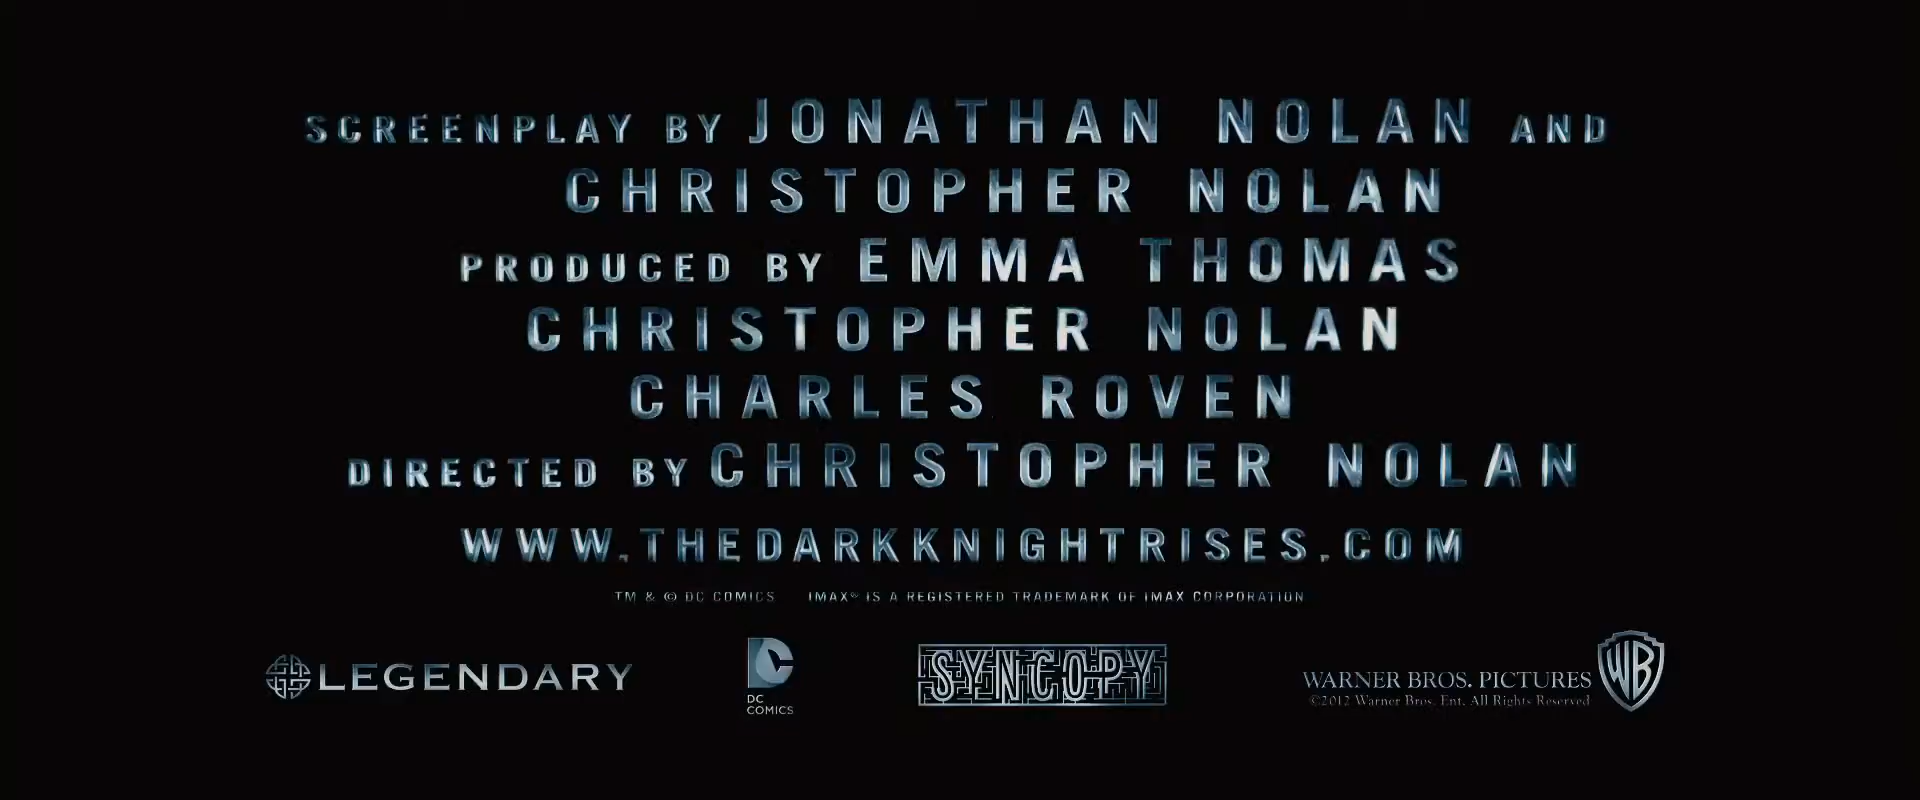 SCREENPLAY BY JONATHAN NOLAN AND
CHRISTOPHER NOLAN
PRODUCED BY EMMA THOMAS
CHRISTOPHER NOLAN
CHARLES ROVEN
DIRECTED BY CHRISTOPHER NOLAN
WWW.THEDARKKNIGHTRISES.COM
TM & © DC COMICS IMAX® IS A REGISTERED TRADEMARK OF IMAX CORPORATION
LEGENDARY
DC
COMICS
SYNCOPY
WARNER BROS. PICTURES
©2012 Warner Bros. Ent. All Rights Reserved
WB